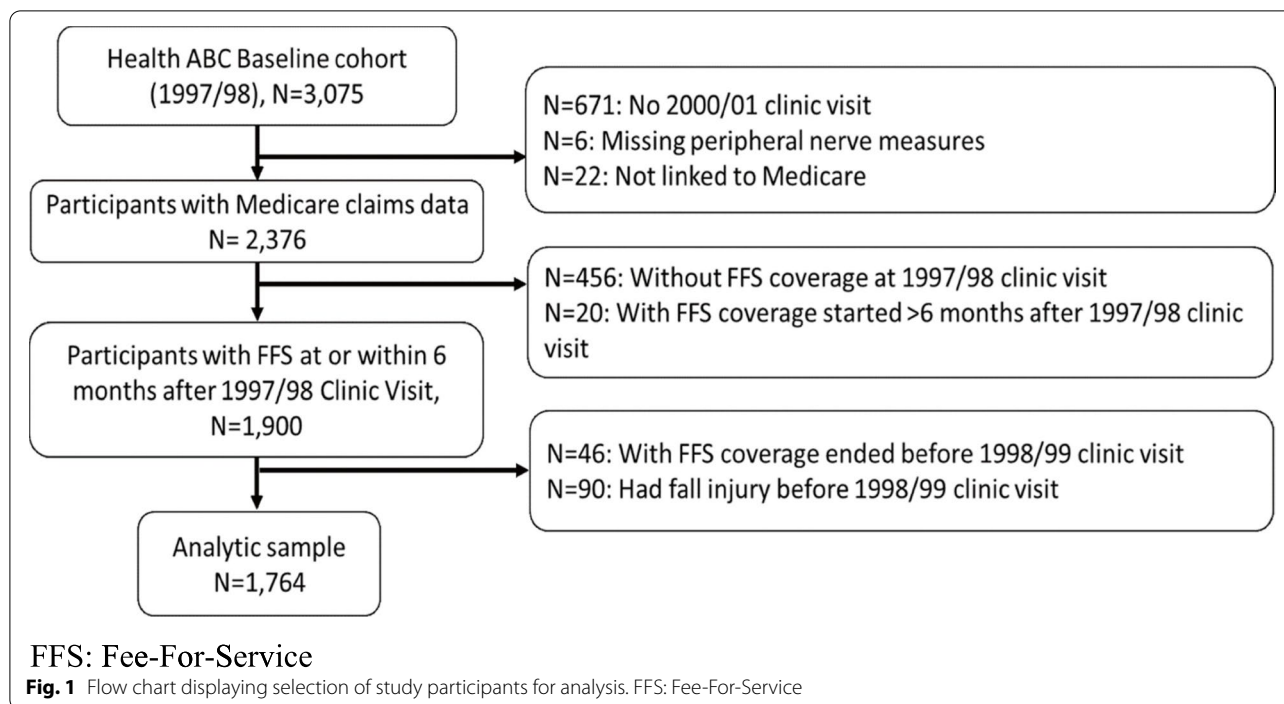 Health ABC Baseline cohort
(1997/98), N=3,075
N=671: No 2000/01 clinic visit
N=6: Missing peripheral nerve measures
N=22: Not linked to Medicare
Participants with Medicare claims data
N= 2,376
N=456: Without FFS coverage at 1997/98 clinic visit
N=20: With FFS coverage started >6 months after 1997/98 clinic
visit
Participants with FFS at or within 6
months after 1997/98 Clinic Visit,
N=1,900
N=46: With FFS coverage ended before 1998/99 clinic visit
N=90: Had fall injury before 1998/99 clinic visit
Analytic sample
N=1,764
FFS: Fee-For-Service
Fig. 1 Flow chart displaying selection of study participants for analysis. FFS: Fee-For-Service